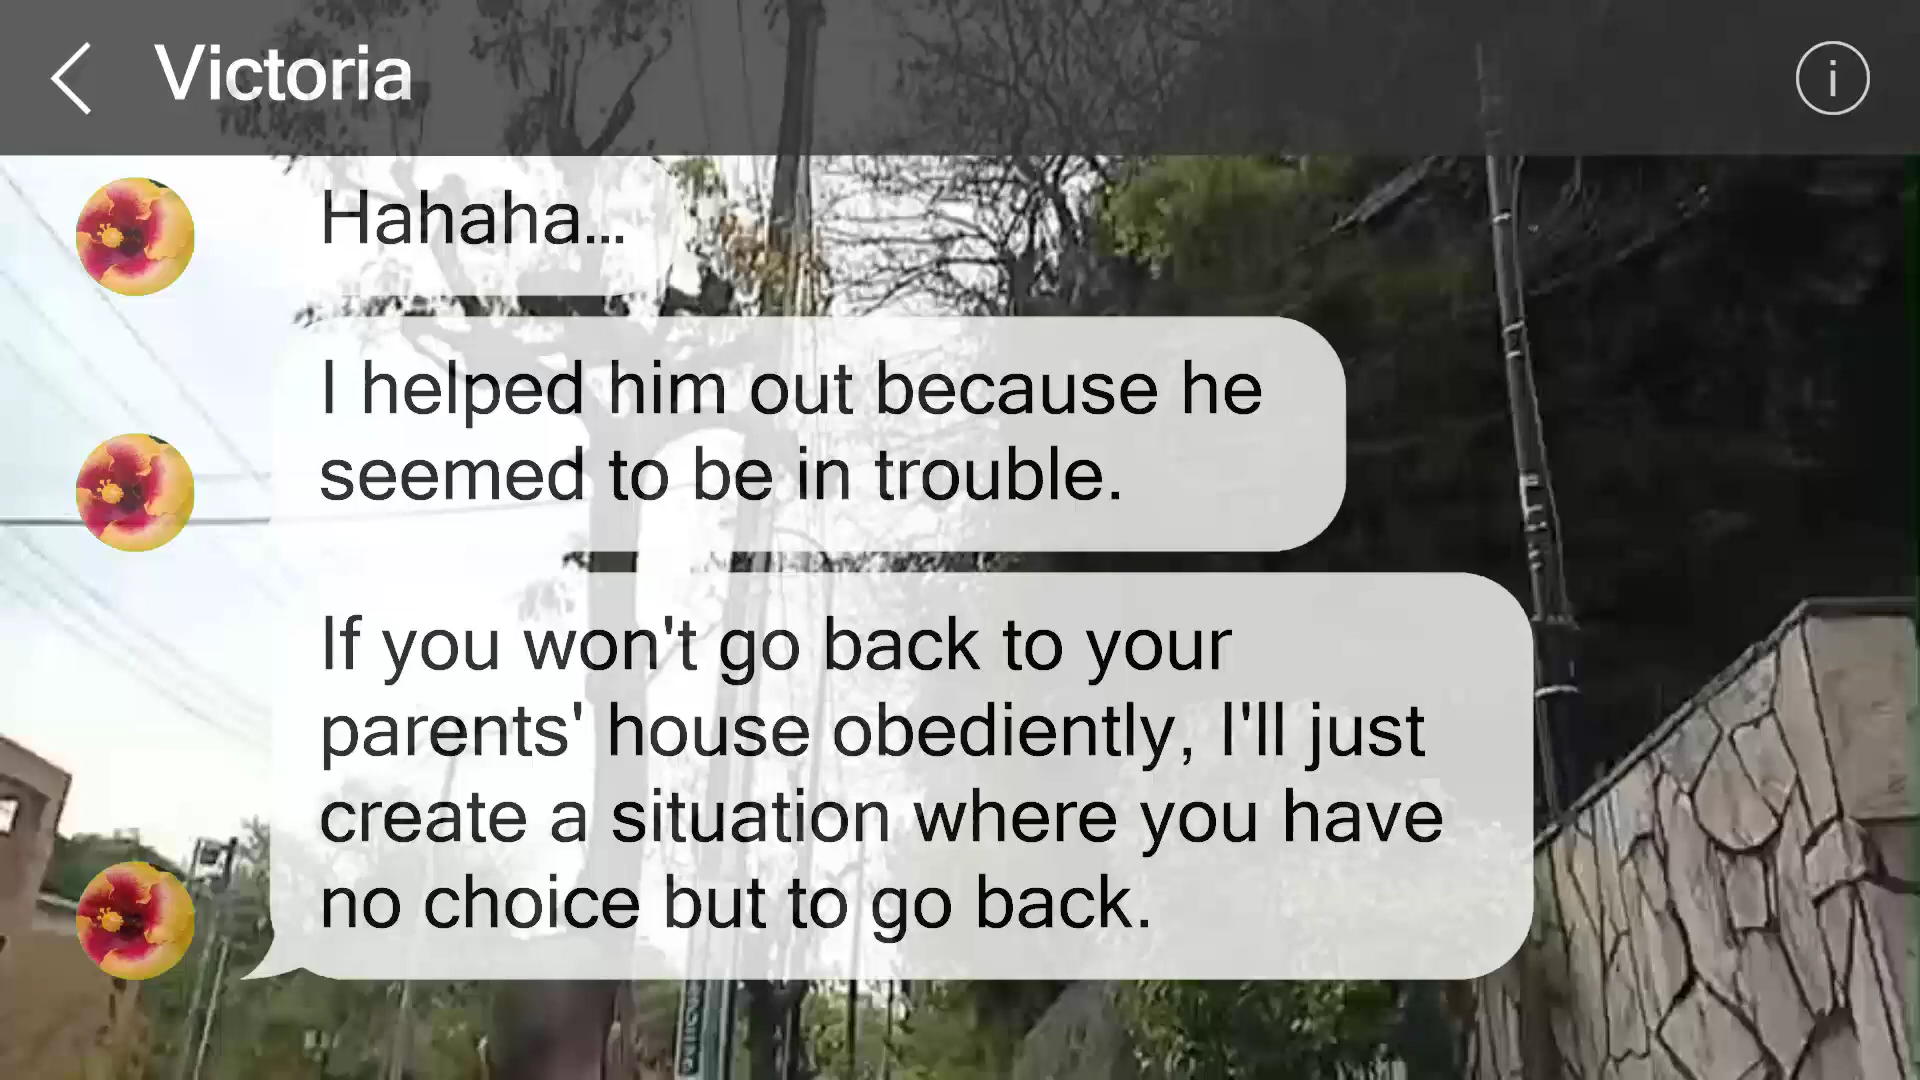 Victoria
Hahaha...
I helped him out because he
seemed to be in trouble.
If you won't go back to your
parents' house obediently, I'll just
create a situation where you have
no choice but to go back.